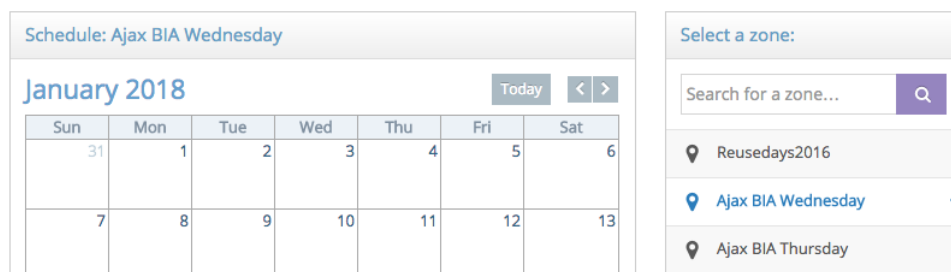 Schedule: Ajax BIA Wednesday
January 2018
Today
Sun Mon Tue Wed Thu Fri Sat
31 1 2 3 4 5 6
7 8 9 10 11 12 13
Select a zone:
Search for a zone...
Reusedays2016
Ajax BIA Wednesday
Ajax BIA Thursday